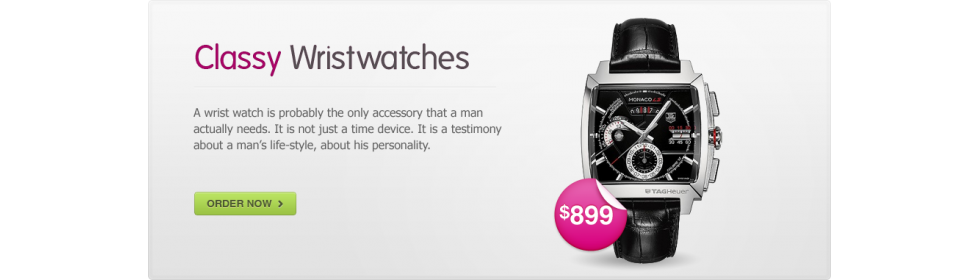 Classy Wristwatches
A wrist watch is probably the only accessory that a man
actually needs. It is not just a time device. It is a testimony
about a man's life-style, about his personality.
ORDER NOW
MONACO LS
TAGHeuer
$899